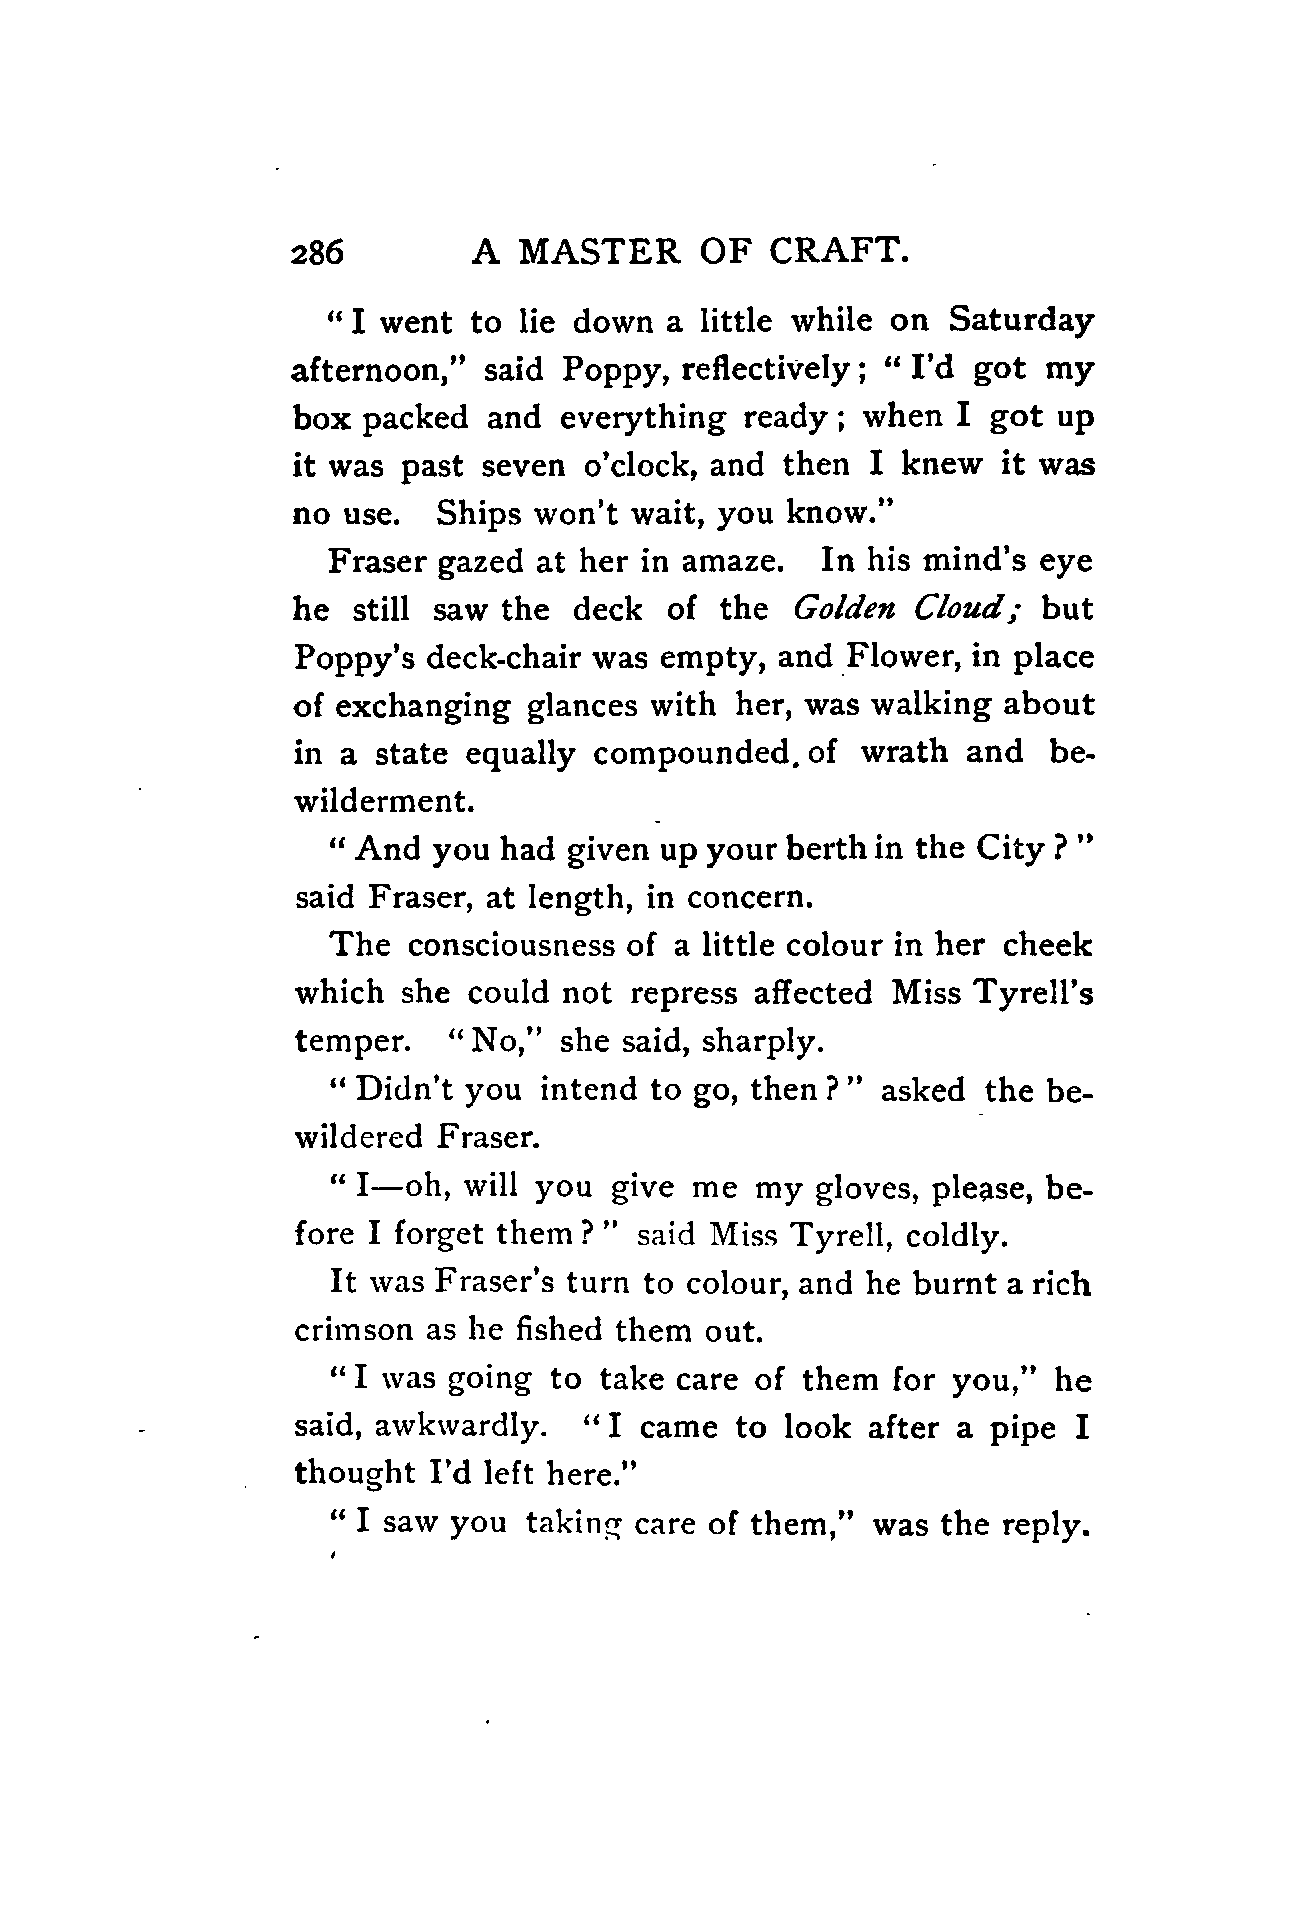 286 A MASTER OF CRAFT.
“ I went to lie down a little while on Saturday
afternoon,” said Poppy, reflectively ; “ I’d got my
box packed and everything ready ; when I got up
it was past seven o’clock, and then I knew it was
no use. Ships won’t wait, you know.”
Fraser gazed at her in amaze. In his mind’s eye
he still saw the deck of the Golden Cloud ; but
Poppy’s deck-chair was empty, and Flower, in place
of exchanging glances with her, was walking about
in a state equally compounded. of wrath and be-
wilderment.
“ And you had given up your berth in the City ? ”
said Fraser, at length, in concern.
The consciousness of a little colour in her cheek
which she could not repress affected Miss Tyrell’s
temper. “ No,” she said, sharply.
“ Didn’t you intend to go, then ? ” asked the be-
wildered Fraser.
“ I—oh, will you give me my gloves, please, be-
fore I forget them ? ” said Miss Tyrell, coldly.
It was Fraser’s turn to colour, and he burnt a rich
crimson as he fished them out.
“ I was going to take care of them for you,” he
said, awkwardly. “ I came to look after a pipe I
thought I’d left here.”
“ I saw you taking care of them,” was the reply.